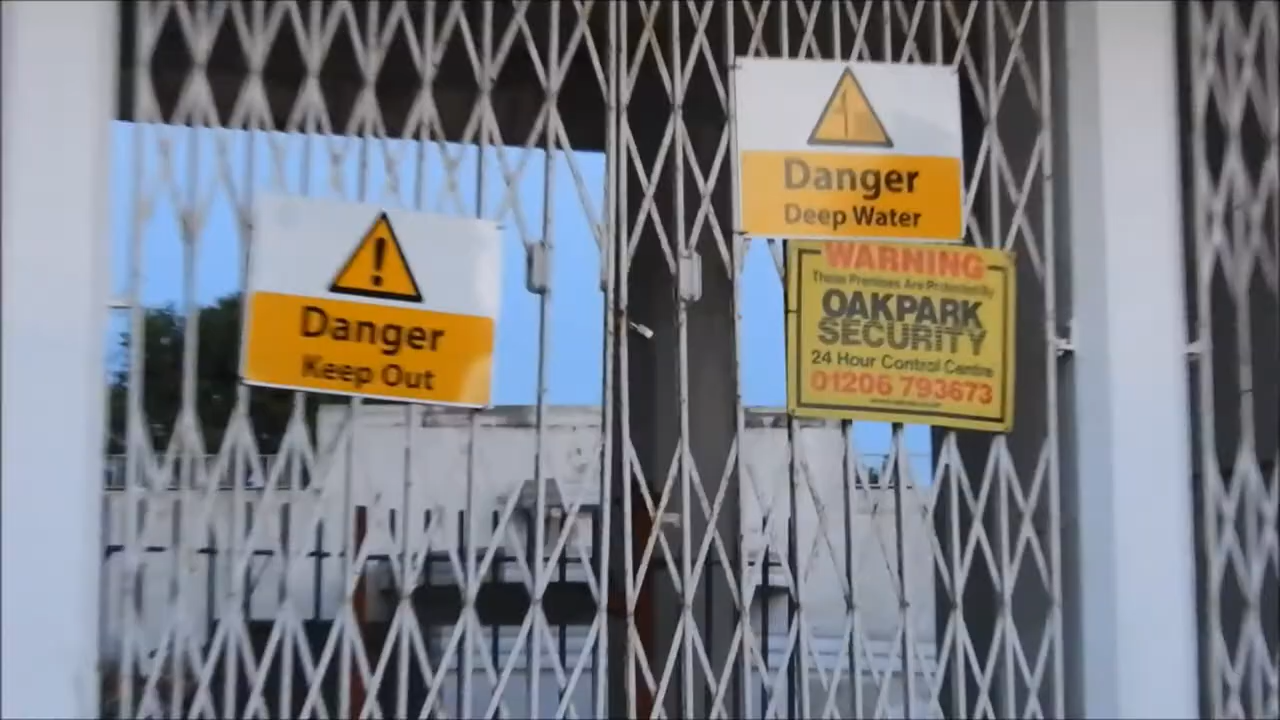 Danger
Keep Out
Danger
Deep Water
WARNING
These Premises Are Protected By
OAKPARK
SECURITY
24 Hour Control Centre
01206 793673